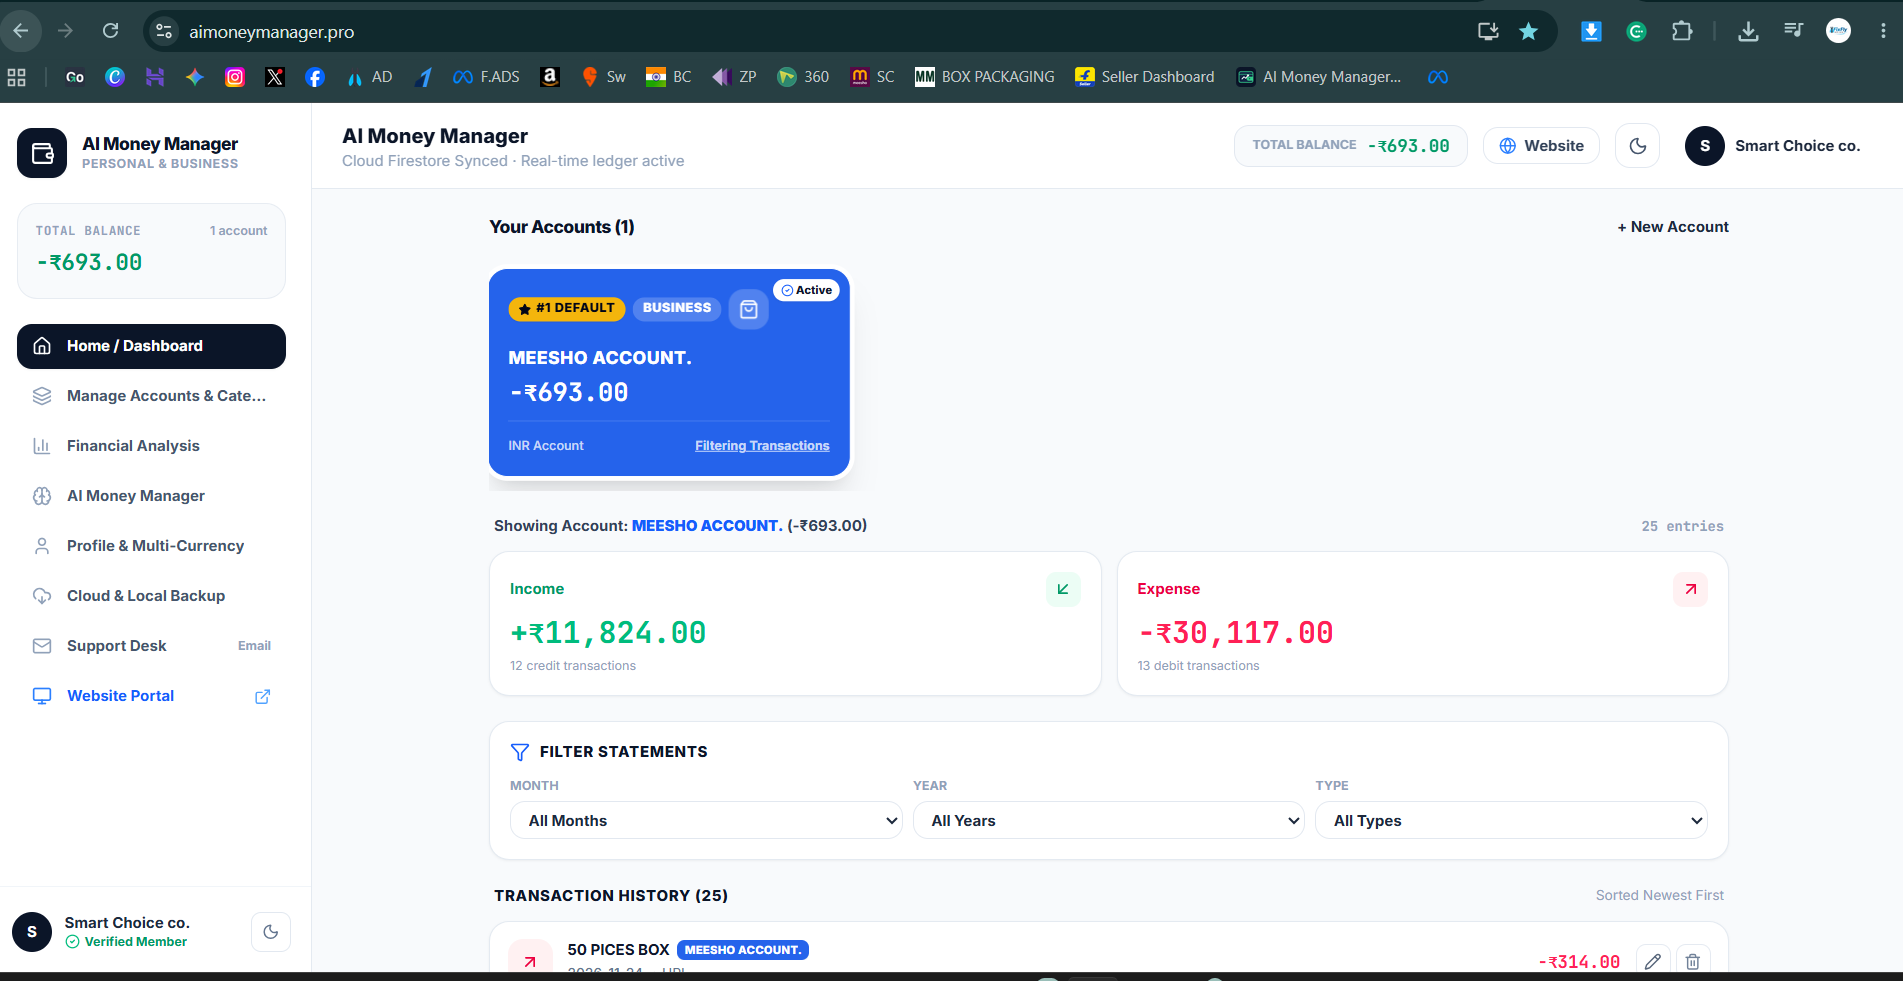 aimoneymanager.pro
AD
F.ADS
Sw
BC
ZP
360
SC
BOX PACKAGING
Seller Dashboard
AI Money Manager...
AI Money Manager
PERSONAL & BUSINESS
TOTAL BALANCE 1 account
-₹693.00
Home / Dashboard
Manage Accounts & Cate...
Financial Analysis
AI Money Manager
Profile & Multi-Currency
Cloud & Local Backup
Support Desk Email
Website Portal
S
Smart Choice co.
Verified Member
AI Money Manager
Cloud Firestore Synced · Real-time ledger active
TOTAL BALANCE -₹693.00
Website
S
Smart Choice co.
Your Accounts (1)
+ New Account
Active
#1 DEFAULT BUSINESS
MEESHO ACCOUNT.
-₹693.00
INR Account Filtering Transactions
Showing Account: MEESHO ACCOUNT. (-₹693.00)
25 entries
Income
+₹11,824.00
12 credit transactions
Expense
-₹30,117.00
13 debit transactions
FILTER STATEMENTS
MONTH YEAR TYPE
All Months All Years All Types
TRANSACTION HISTORY (25)
Sorted Newest First
50 PICES BOX MEESHO ACCOUNT.
-₹314.00